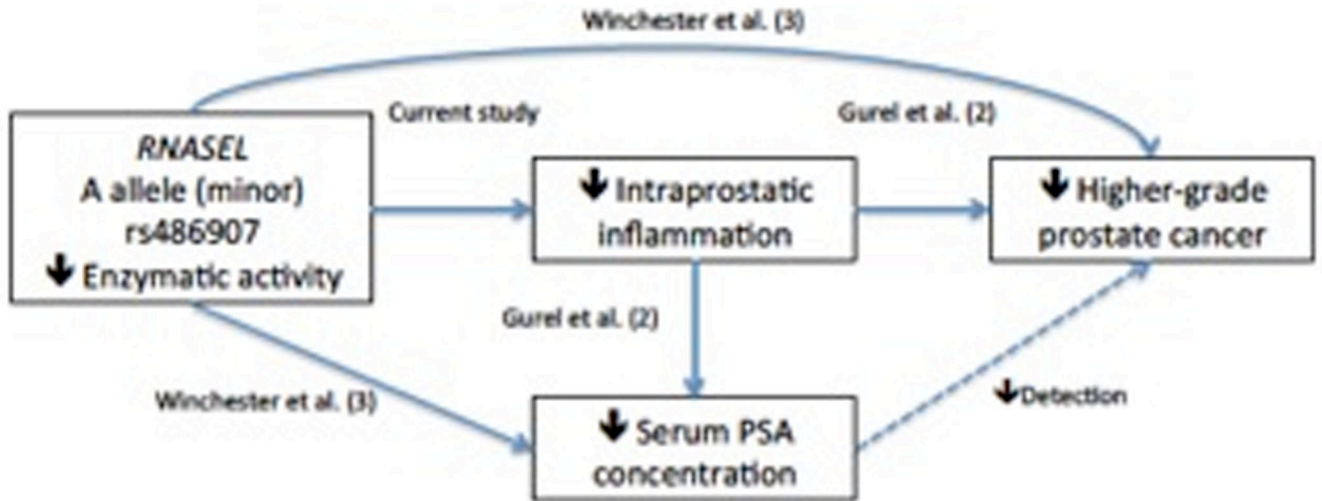 Winchester et al. (3)
Current study
Gurel et al. (2)
RNASEL
A allele (minor)
rs486907
↓ Enzymatic activity
↓ Intraprostatic
inflammation
↓ Higher-grade
prostate cancer
Gurel et al. (2)
Winchester et al. (3)
↓ Detection
↓ Serum PSA
concentration